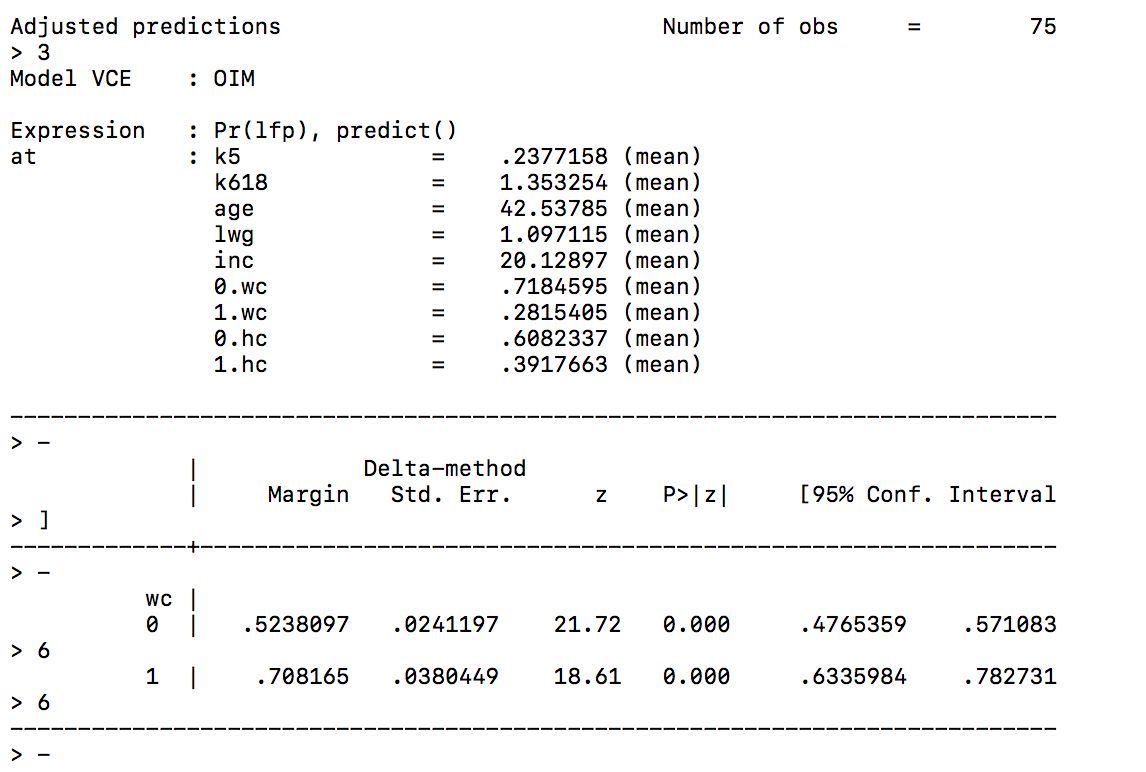 Adjusted predictions                            Number of obs     =         75
> 3
Model VCE    : OIM

Expression   : Pr(lfp), predict()
at           : k5              =    .2377158 (mean)
               k618            =    1.353254 (mean)
               age             =    42.53785 (mean)
               lwg             =    1.097115 (mean)
               inc             =    20.12897 (mean)
               0.wc            =    .7184595 (mean)
               1.wc            =    .2815405 (mean)
               0.hc            =    .6082337 (mean)
               1.hc            =    .3917663 (mean)

------------------------------------------------------------------------------
> -
             |            Delta-method
             |     Margin   Std. Err.      z    P>|z|     [95% Conf. Interval
> ]
-------------+----------------------------------------------------------------
> -
          wc |
          0  |   .5238097   .0241197    21.72   0.000     .4765359    .571083
> 6
          1  |    .708165   .0380449    18.61   0.000     .6335984    .782731
> 6
------------------------------------------------------------------------------
> -